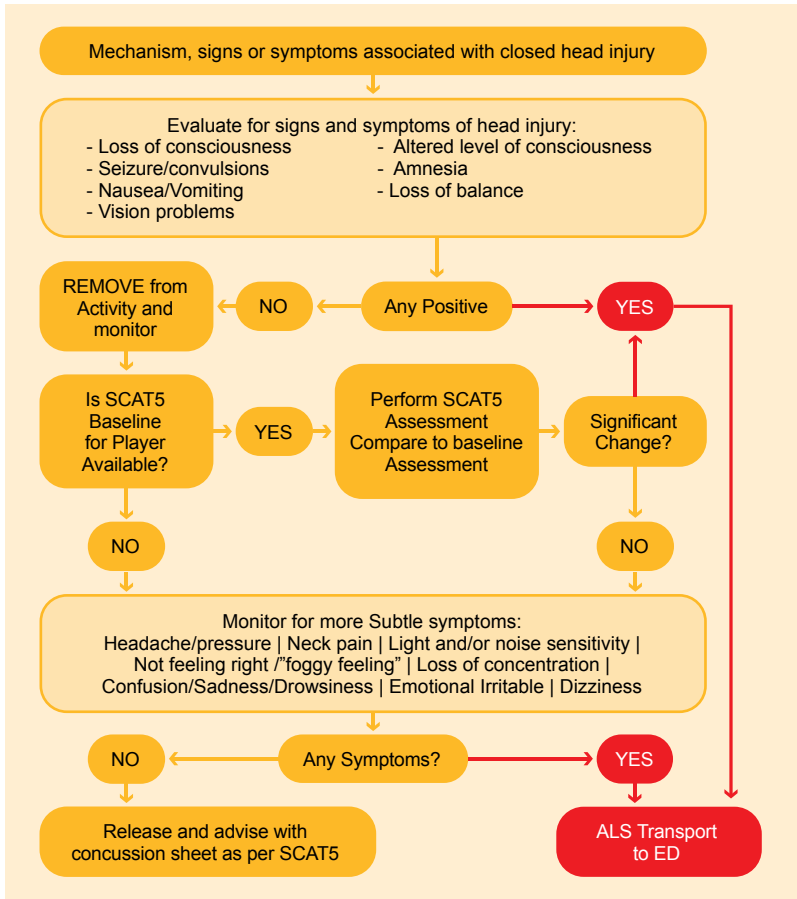 Mechanism, signs or symptoms associated with closed head injury
Evaluate for signs and symptoms of head injury:
- Loss of consciousness
- Seizure/convulsions
- Nausea/Vomiting
- Vision problems
- Altered level of consciousness
- Amnesia
- Loss of balance
REMOVE from
Activity and
monitor
NO
Any Positive
YES
Is SCAT5
Baseline
for Player
Available?
YES
Perform SCAT5
Assessment
Compare to baseline
Assessment
Significant
Change?
NO
NO
Monitor for more Subtle symptoms:
Headache/pressure | Neck pain | Light and/or noise sensitivity |
Not feeling right /”foggy feeling” | Loss of concentration |
Confusion/Sadness/Drowsiness | Emotional Irritable | Dizziness
NO
Any Symptoms?
YES
Release and advise with
concussion sheet as per SCAT5
ALS Transport
to ED